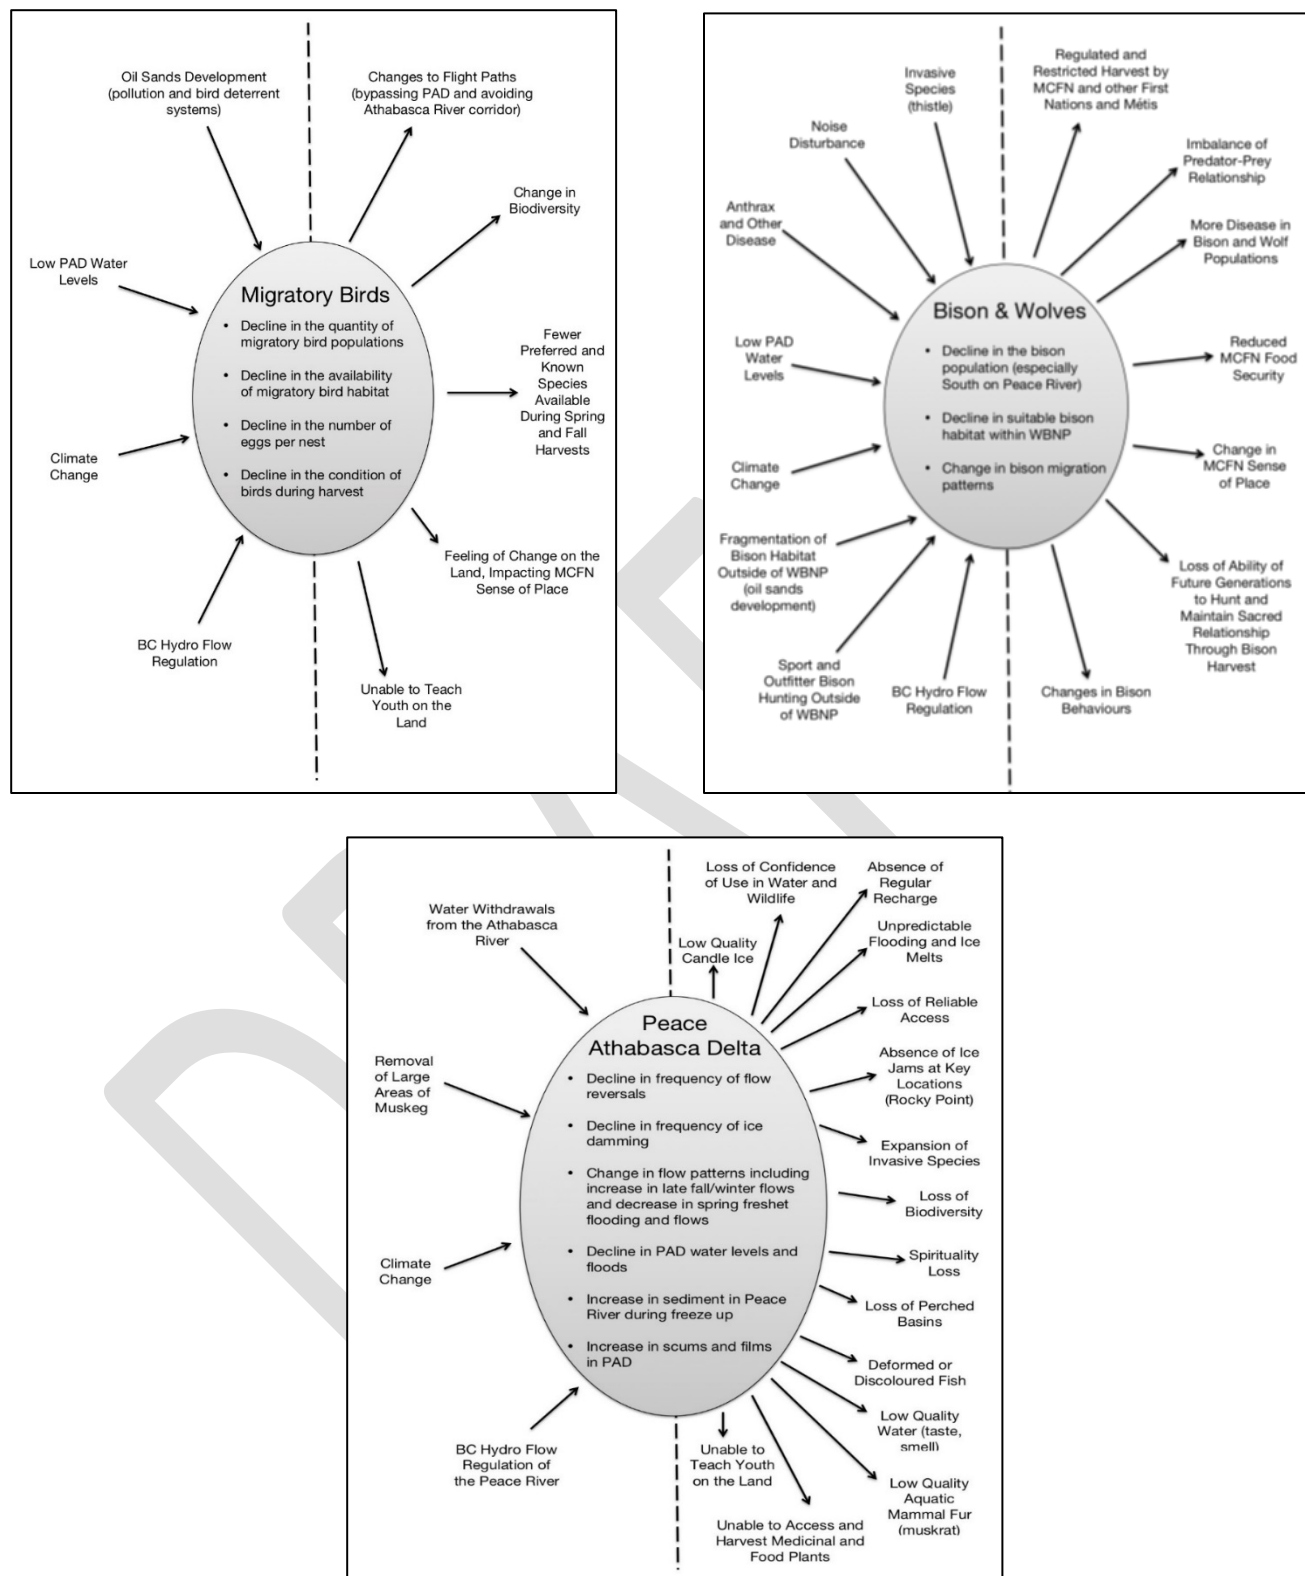 Oil Sands Development
(pollution and bird deterrent
systems)
Changes to Flight Paths
(bypassing PAD and avoiding
Athabasca River corridor)
Change in
Biodiversity
Low PAD Water
Levels
Migratory Birds
• Decline in the quantity of
migratory bird populations
• Decline in the availability
of migratory bird habitat
• Decline in the number of
eggs per nest
• Decline in the condition of
birds during harvest
Fewer
Preferred and
Known
Species
Available
During Spring
and Fall
Harvests
Climate
Change
Feeling of Change on the
Land, Impacting MCFN
Sense of Place
BC Hydro Flow
Regulation
Unable to Teach
Youth on the
Land
Invasive
Species
(thistle)
Regulated and
Restricted Harvest by
MCFN and other First
Nations and Métis
Noise
Disturbance
Imbalance of
Predator-Prey
Relationship
Anthrax
and Other
Disease
More Disease in
Bison and Wolf
Populations
Bison & Wolves
• Decline in the bison
population (especially
South on Peace River)
• Decline in suitable bison
habitat within WBNP
• Change in bison migration
patterns
Low PAD
Water
Levels
Reduced
MCFN Food
Security
Climate
Change
Change in
MCFN Sense
of Place
Fragmentation of
Bison Habitat
Outside of WBNP
(oil sands
development)
Loss of Ability of
Future Generations
to Hunt and
Maintain Sacred
Relationship
Through Bison
Harvest
Sport and
Outfitter Bison
Hunting Outside
of WBNP
BC Hydro Flow
Regulation
Changes in Bison
Behaviours
Water Withdrawals
from the Athabasca
River
Loss of Confidence
of Use in Water and
Wildlife
Absence of
Regular
Recharge
Low Quality
Candle Ice
Unpredictable
Flooding and Ice
Melts
Loss of Reliable
Access
Peace
Athabasca Delta
• Decline in frequency of flow
reversals
• Decline in frequency of ice
damming
• Change in flow patterns including
increase in late fall/winter flows
and decrease in spring freshet
flooding and flows
• Decline in PAD water levels and
floods
• Increase in sediment in Peace
River during freeze up
• Increase in scums and films
in PAD
Removal
of Large
Areas of
Muskeg
Absence of Ice
Jams at Key
Locations
(Rocky Point)
Expansion of
Invasive Species
Loss of
Biodiversity
Climate
Change
Spirituality
Loss
Loss of Perched
Basins
Deformed or
Discoloured Fish
BC Hydro Flow
Regulation of
the Peace River
Unable to
Teach Youth
on the Land
Low Quality
Water (taste,
smell)
Low Quality
Aquatic
Mammal Fur
(muskrat)
Unable to Access and
Harvest Medicinal and
Food Plants
DRAFT